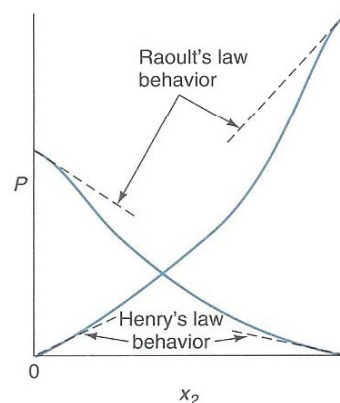 Raoult's law
behavior
P
Henry's law
behavior
0
x2